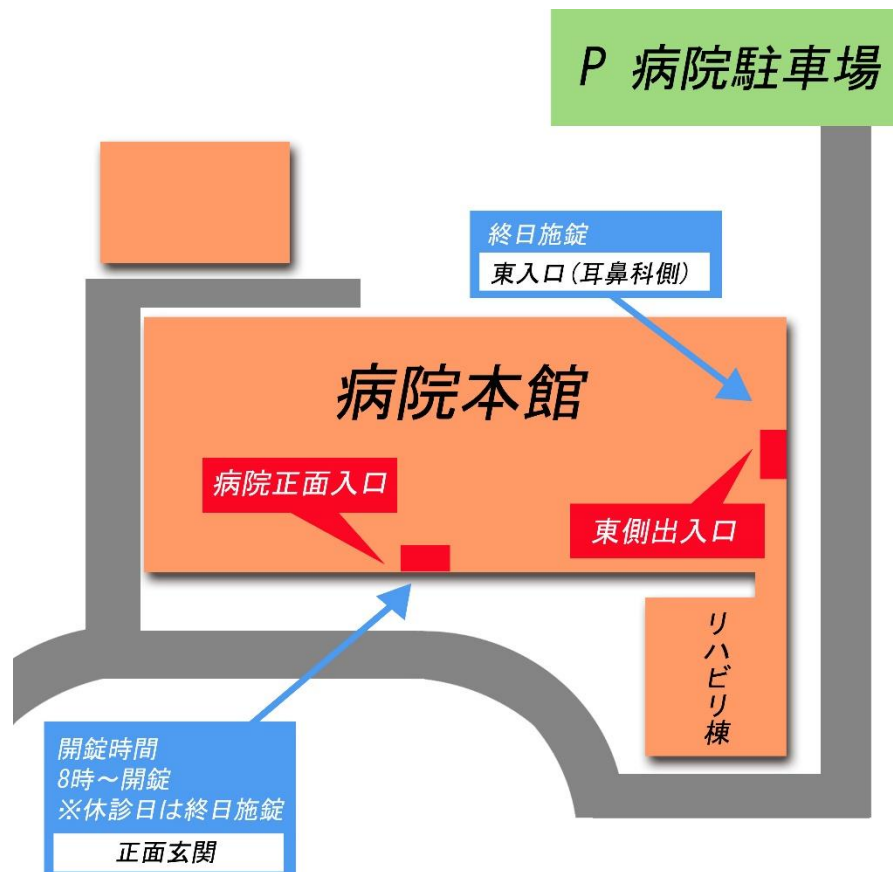 P 病院駐車場
終日施錠
東入口(耳鼻科側)
病院本館
病院正面入口
東側出入口
リハビリ棟
開錠時間
8時～開錠
※休診日は終日施錠
正面玄関